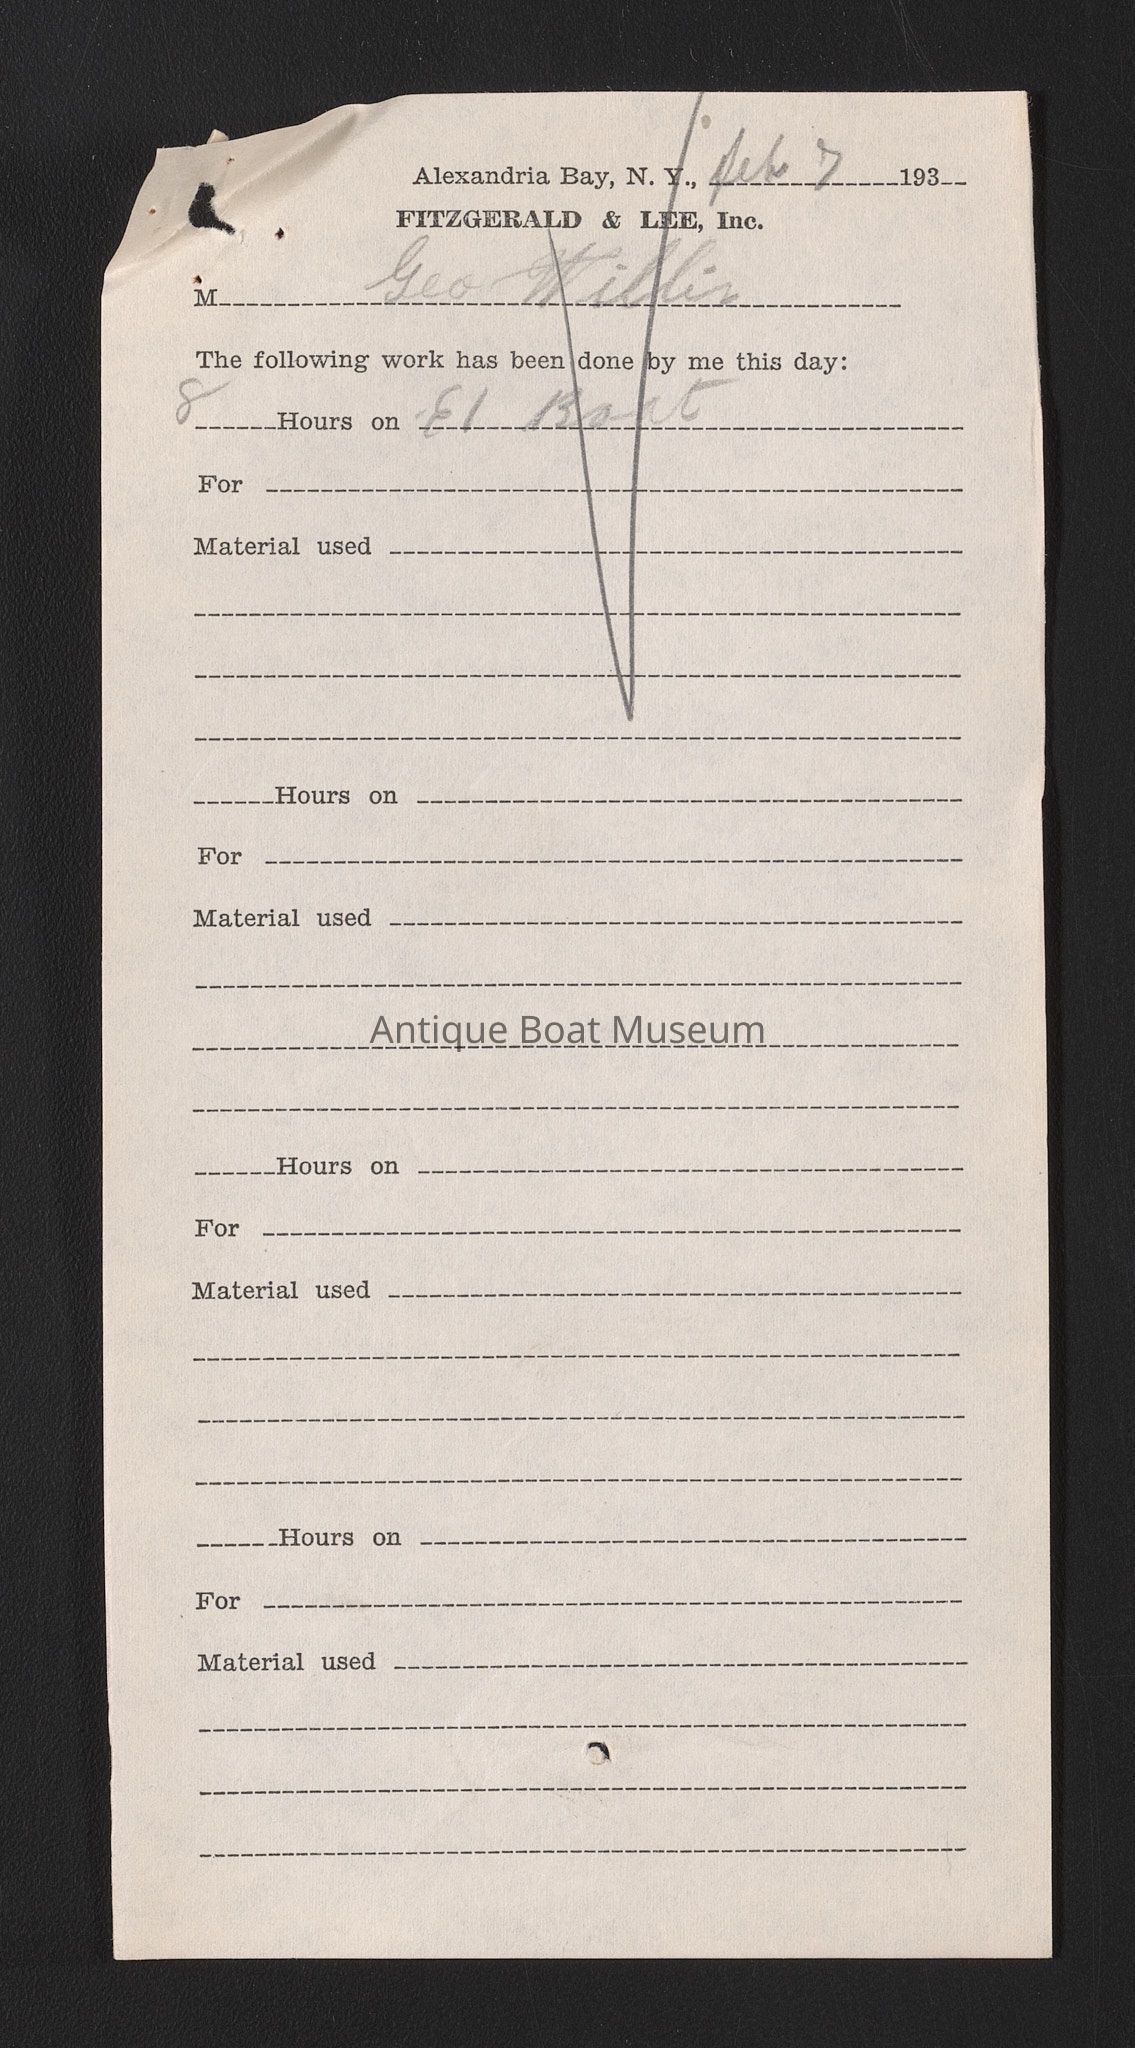 Alexandria Bay, N. Y., Feb 7 193
FITZGERALD & LEE, Inc.
M Geo
The following work has been done by me this day:
8 Hours on El Boat
For
Material used
Hours on
For
Material used
Antique Boat Museum
Hours on
For
Material used
Hours on
For
Material used